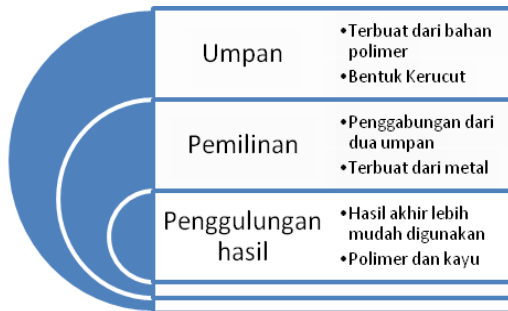 Umpan
•Terbuat dari bahan
polimer
•Bentuk Kerucut
Pemilinan
•Penggabungan dari
dua umpan
•Terbuat dari metal
Penggulungan
hasil
•Hasil akhir lebih
mudah digunakan
•Polimer dan kayu